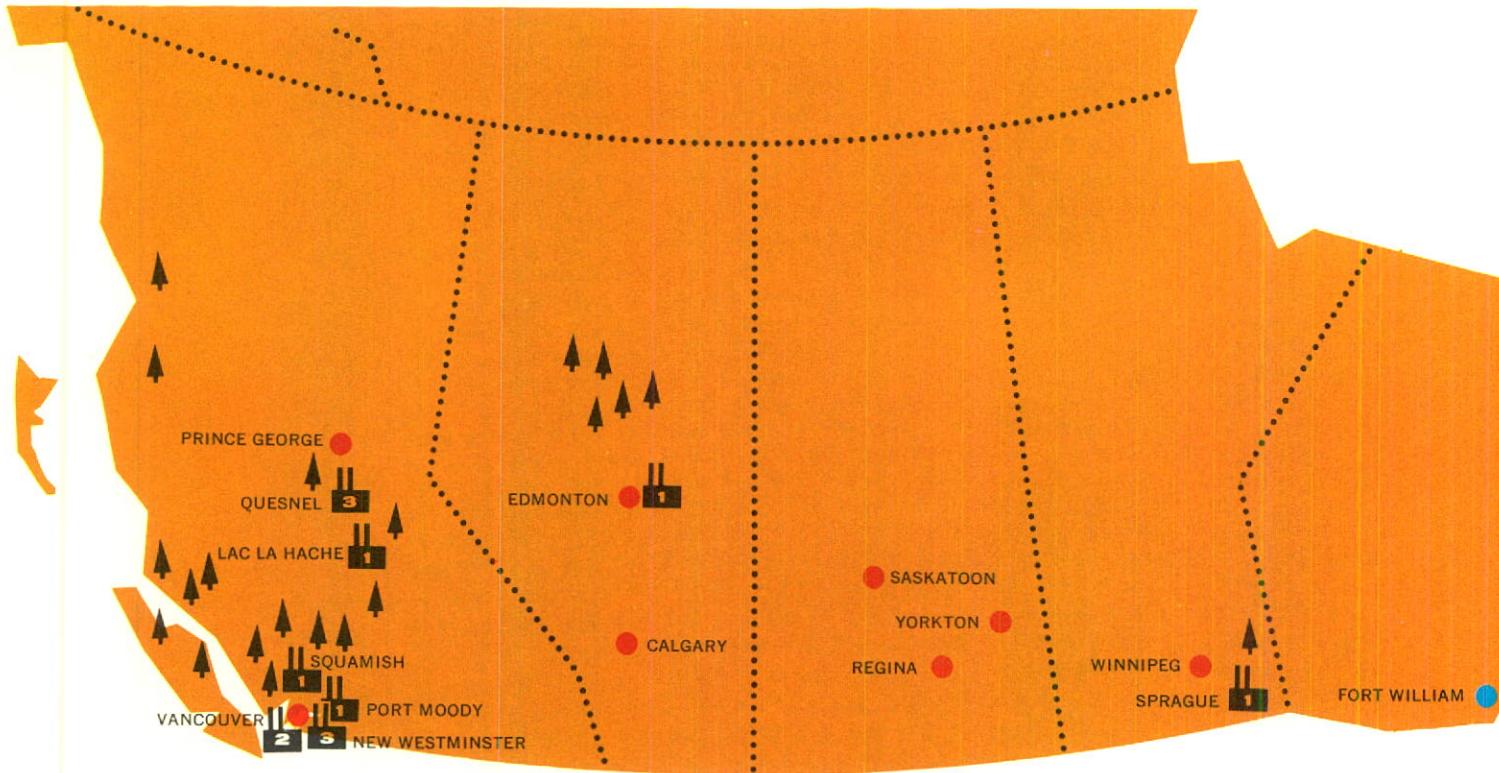 PRINCE GEORGE
QUESNEL 3
EDMONTON 1
LAC LA HACHE 1
SASKATOON
YORKTON
CALGARY
SQUAMISH
1
REGINA
WINNIPEG
SPRAGUE 1
FORT WILLIAM
1 PORT MOODY
VANCOUVER
2
3 NEW WESTMINSTER